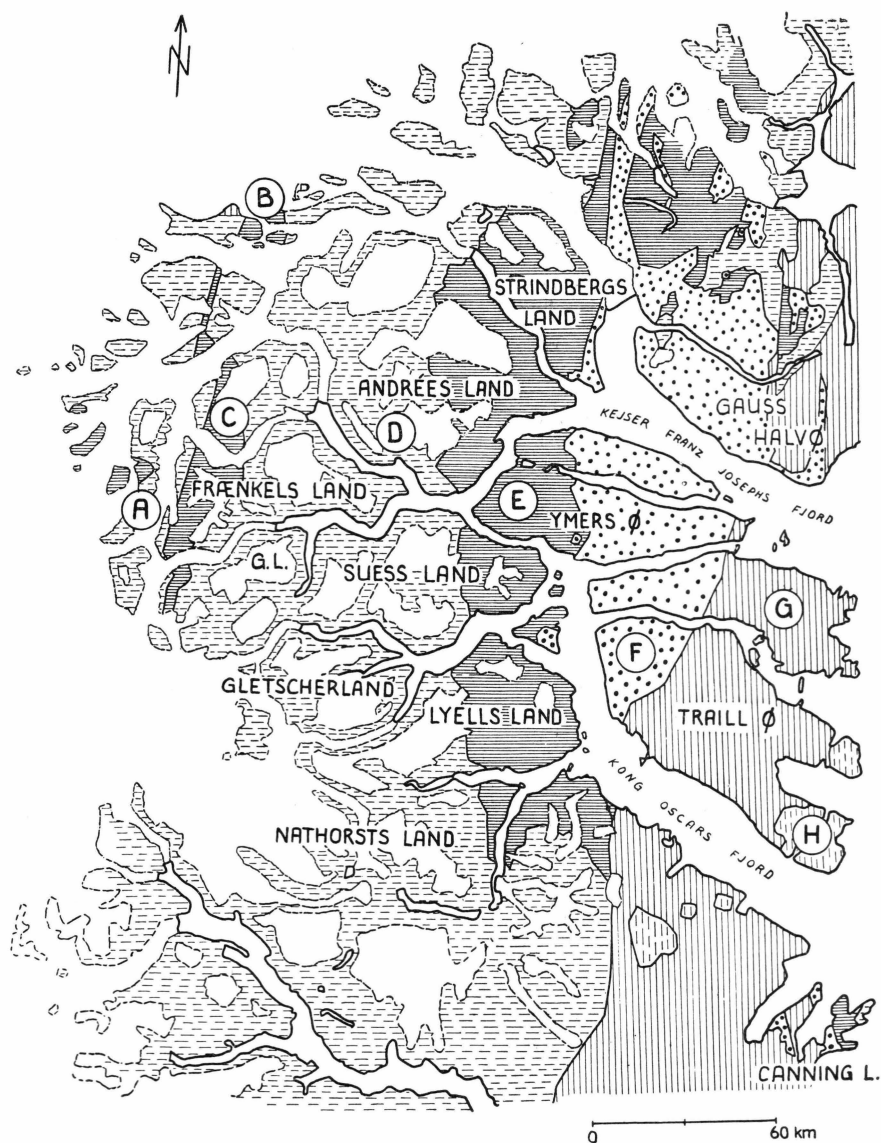 N
B
STRINDBERGS
LAND
ANDRÉES LAND
GAUSS
HALVØ
C
D
KEJSER FRANZ JOSEPHS FJORD
A
FRÆNKELS LAND
E
YMERS Ø
G.L.
SUESS-LAND
G
F
GLETSCHERLAND
LYELLS LAND
TRAILL Ø
KONG OSCARS FJORD
NATHORSTS LAND
H
CANNING L.
0 60 km